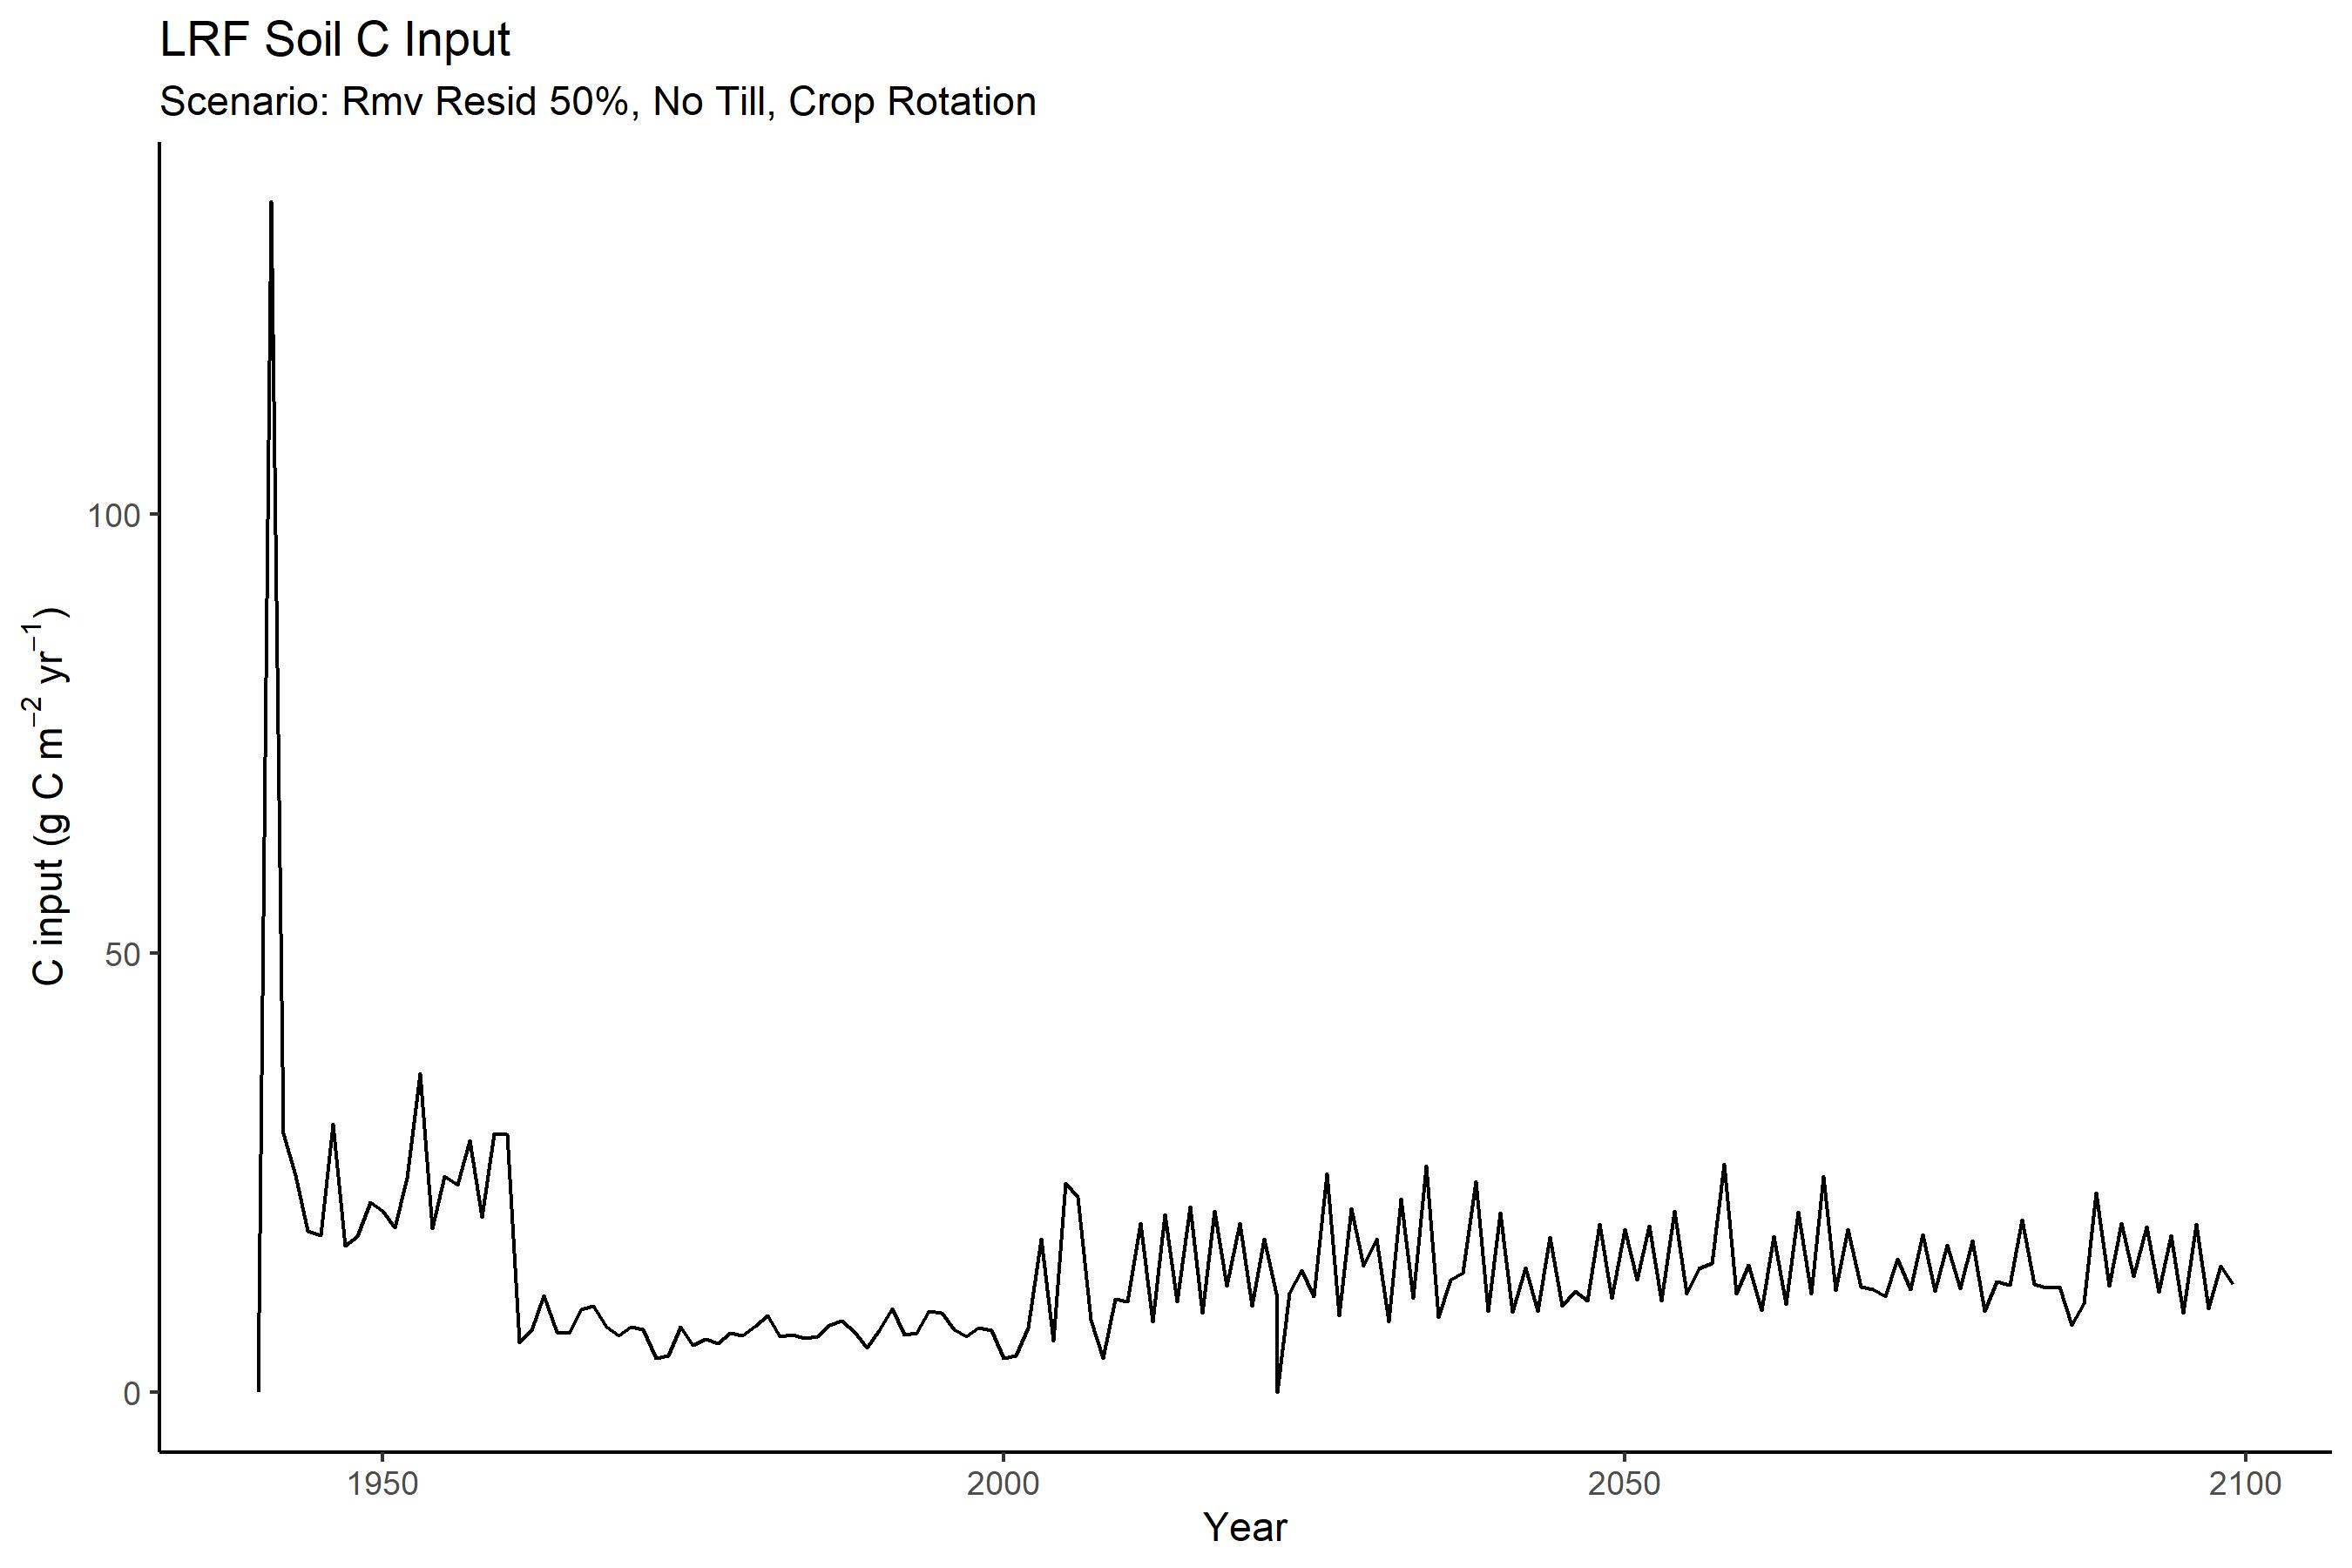 LRF Soil C Input
Scenario: Rmv Resid 50%, No Till, Crop Rotation
C input (g C m⁻² yr⁻¹)
100
50
0
1950 2000 2050 2100
Year